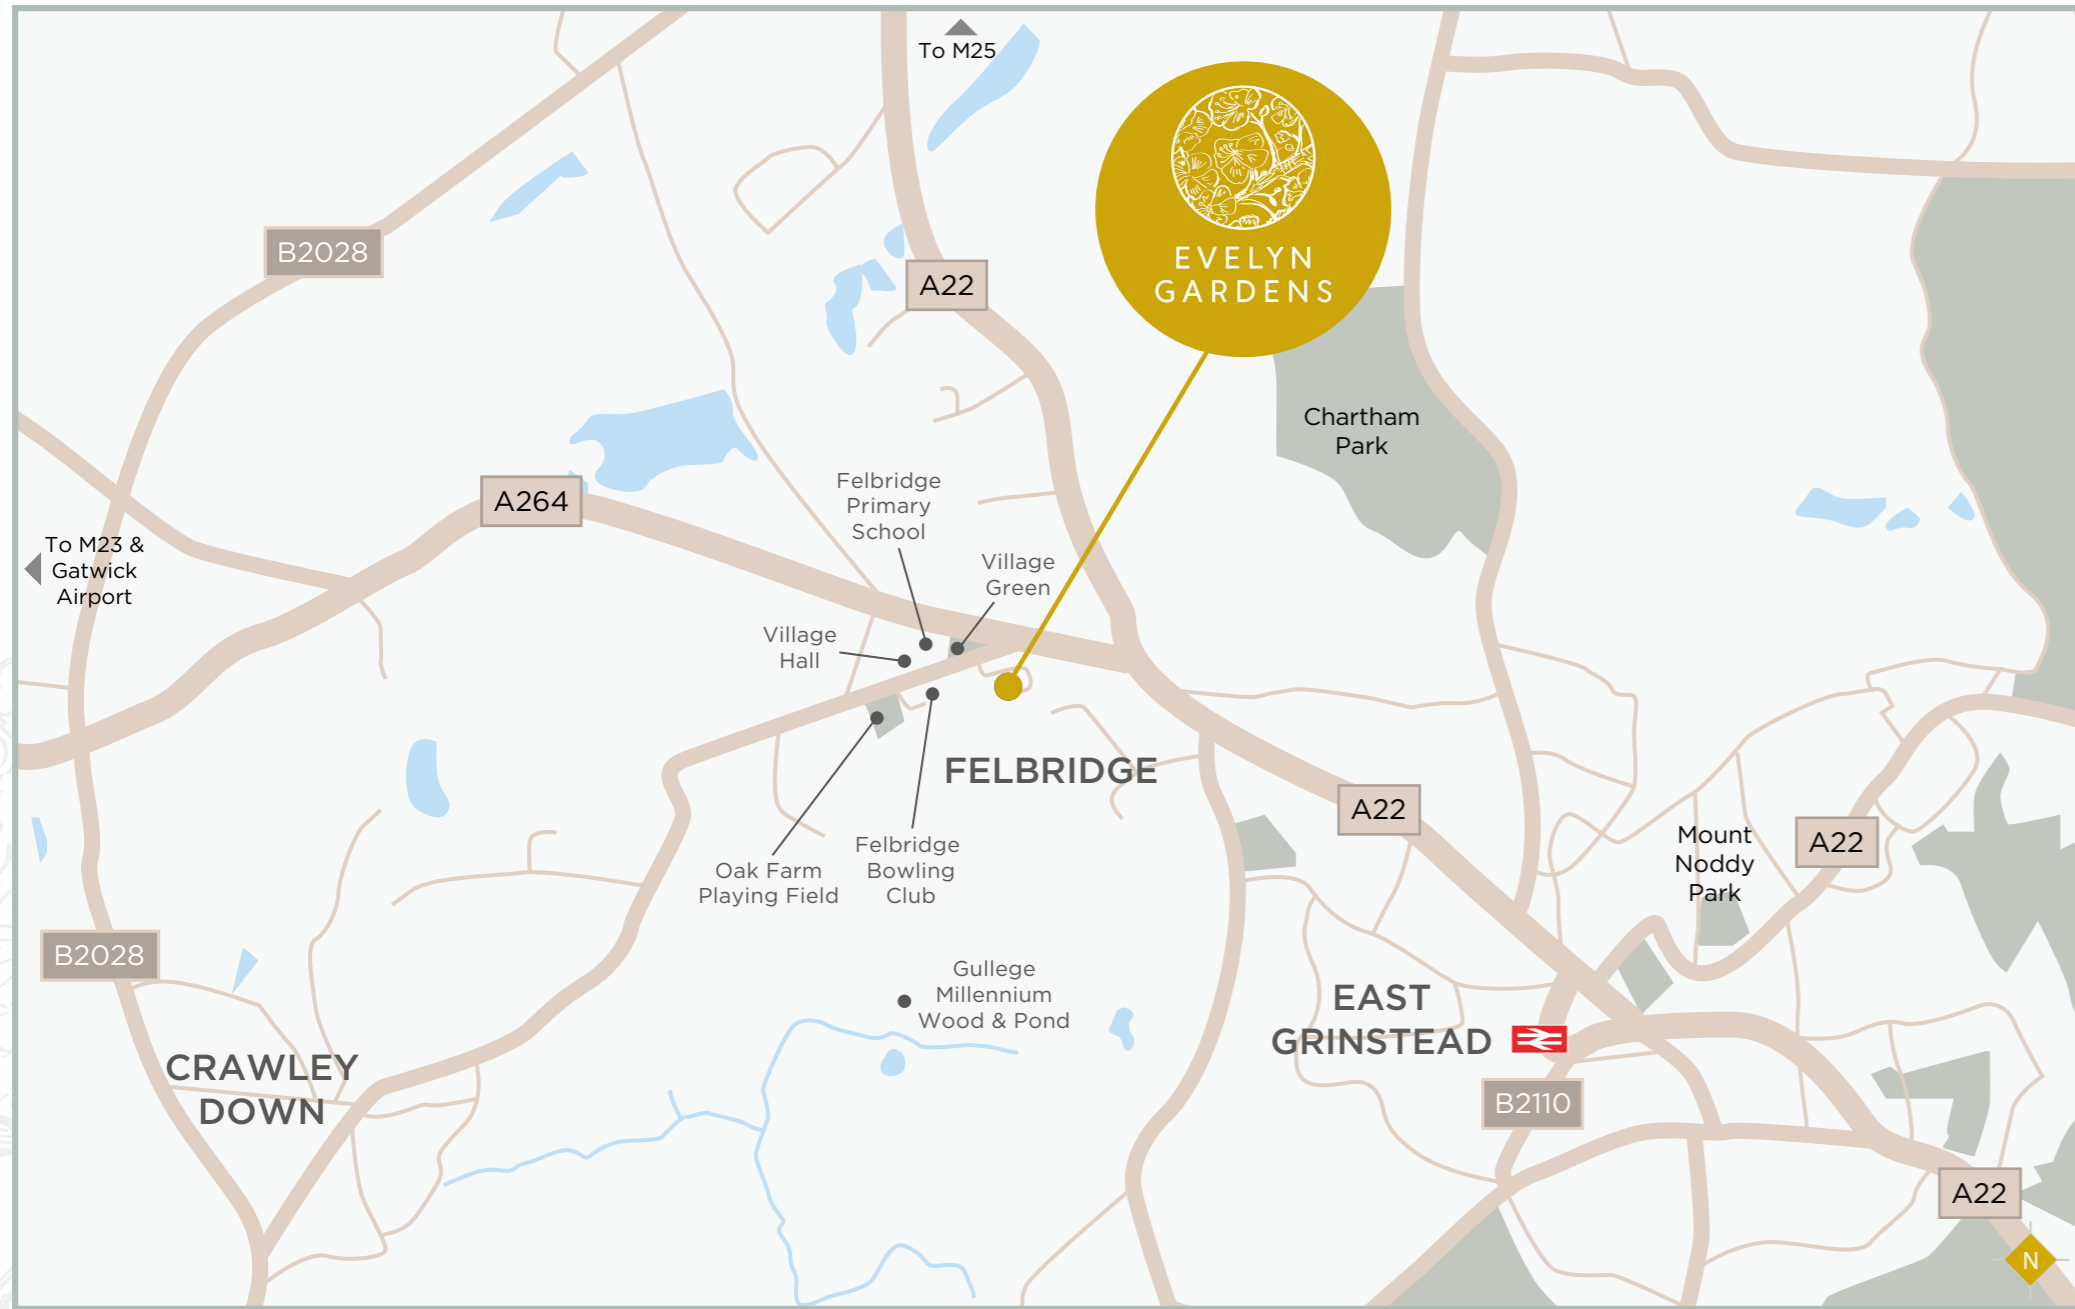 To M25
EVELYN
GARDENS
B2028
A22
Chartham
Park
A264
Felbridge
Primary
School
To M23 &
Gatwick
Airport
Village
Green
Village
Hall
FELBRIDGE
A22
Mount
Noddy
Park
A22
Oak Farm
Playing Field
Felbridge
Bowling
Club
B2028
Gullege
Millennium
Wood & Pond
EAST
GRINSTEAD
CRAWLEY
DOWN
B2110
A22
N